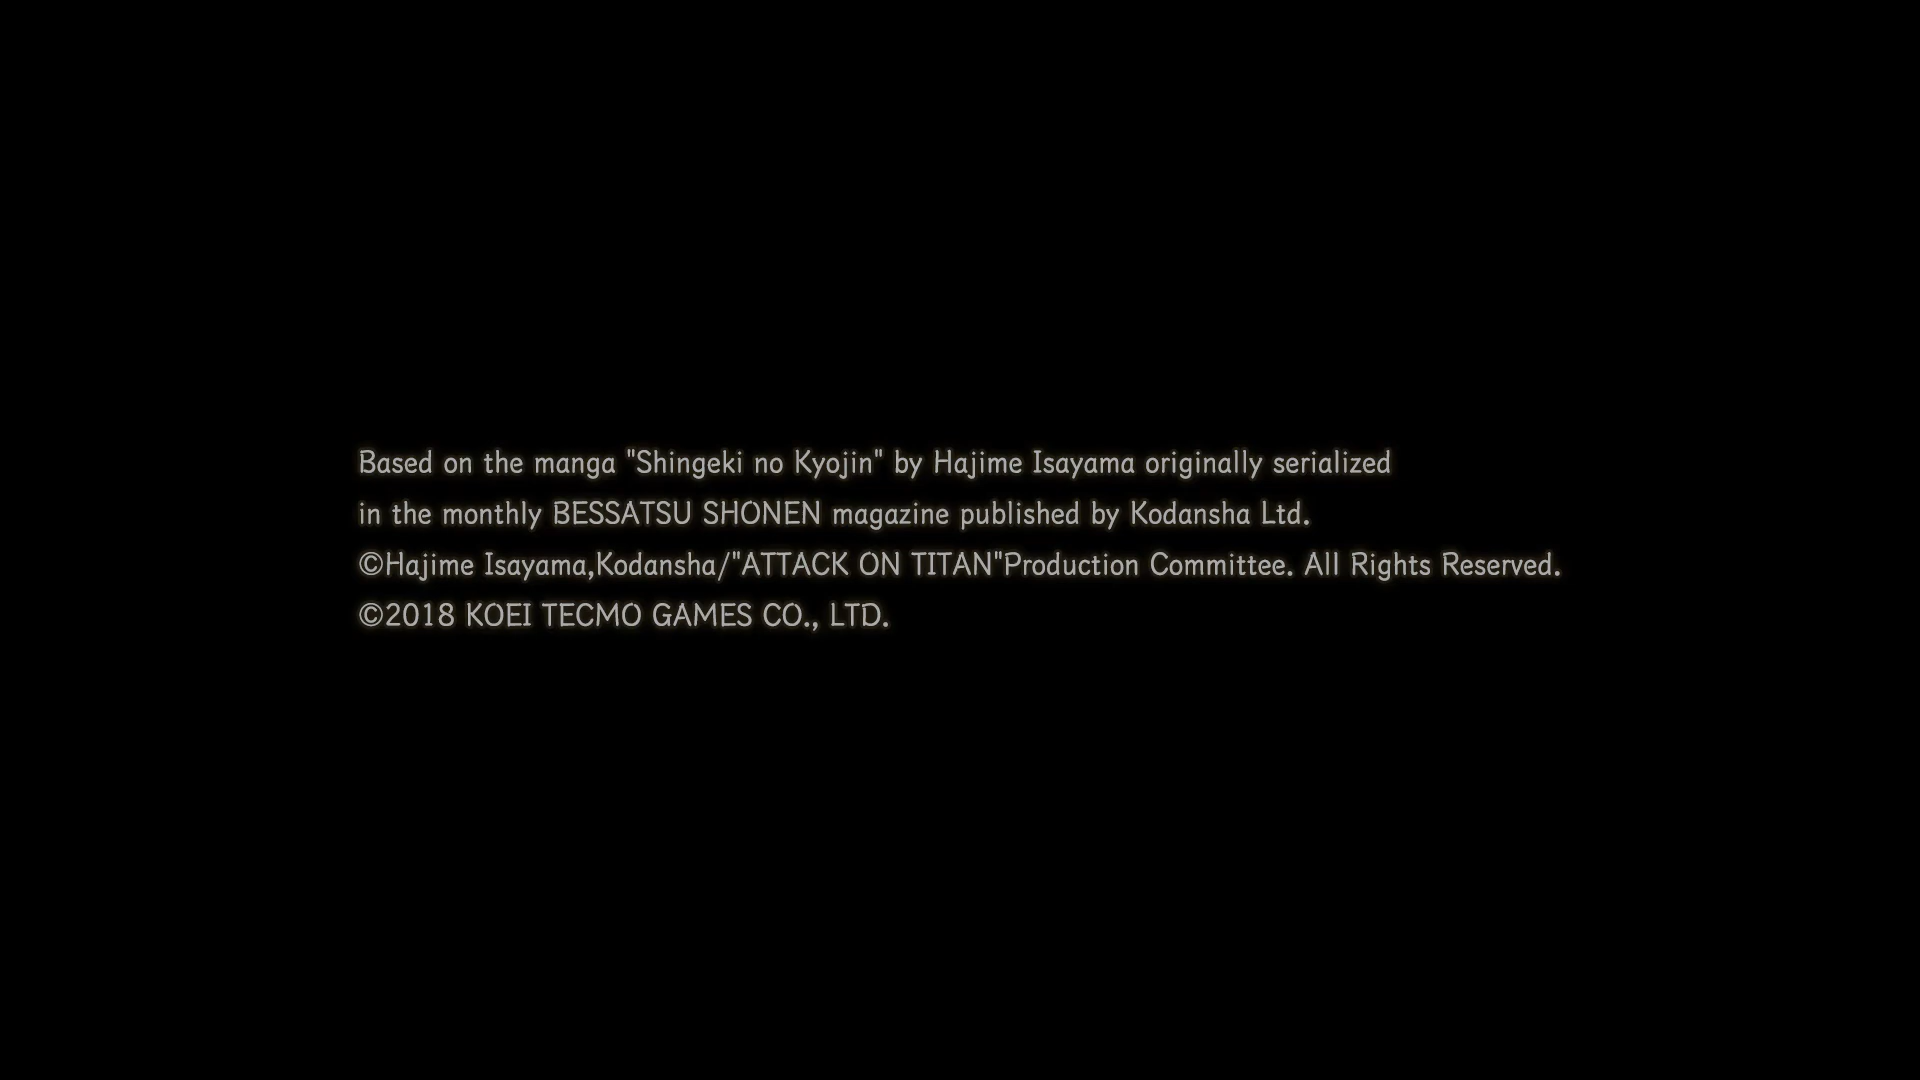 Based on the manga "Shingeki no Kyojin" by Hajime Isayama originally serialized
in the monthly BESSATSU SHONEN magazine published by Kodansha Ltd.
©Hajime Isayama,Kodansha/"ATTACK ON TITAN"Production Committee. All Rights Reserved.
©2018 KOEI TECMO GAMES CO., LTD.